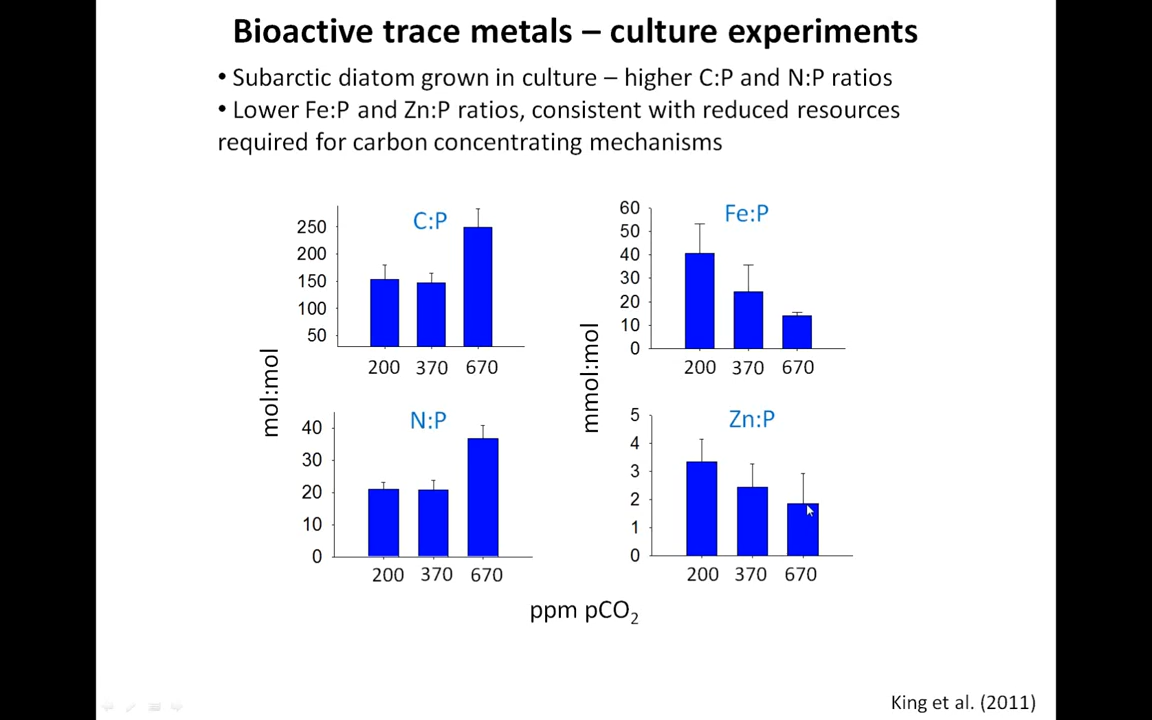 Bioactive trace metals – culture experiments
• Subarctic diatom grown in culture – higher C:P and N:P ratios
• Lower Fe:P and Zn:P ratios, consistent with reduced resources
required for carbon concentrating mechanisms
C:P
250
200
150
100
50
200 370 670
Fe:P
60
50
40
30
20
10
0
200 370 670
mol:mol
mmol:mol
N:P
40
30
20
10
0
200 370 670
Zn:P
5
4
3
2
1
0
200 370 670
ppm pCO₂
King et al. (2011)